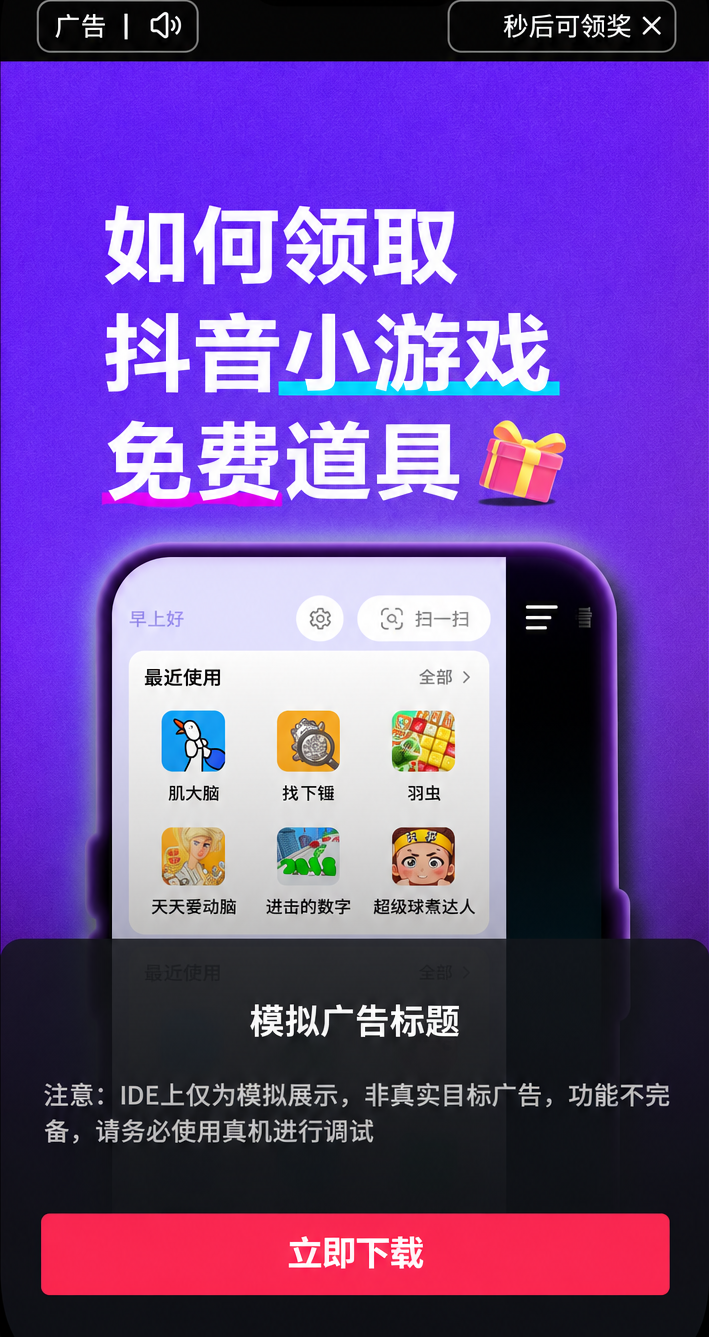 广告 |
秒后可领奖
如何领取
抖音小游戏
免费道具
早上好
扫一扫
最近使用
全部
肌大脑
找下锤
羽虫
天天爱动脑
进击的数字
超级球煮达人
最近使用
全部
模拟广告标题
注意：IDE上仅为模拟展示，非真实目标广告，功能不完
备，请务必使用真机进行调试
立即下载